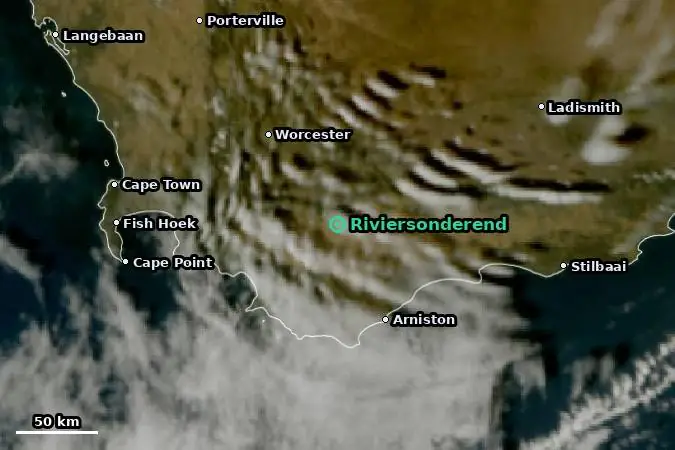 Porterville
Langebaan
Ladismith
Worcester
Cape Town
Fish Hoek
Riviersonderend
Cape Point
Stilbaai
Arniston
50 km